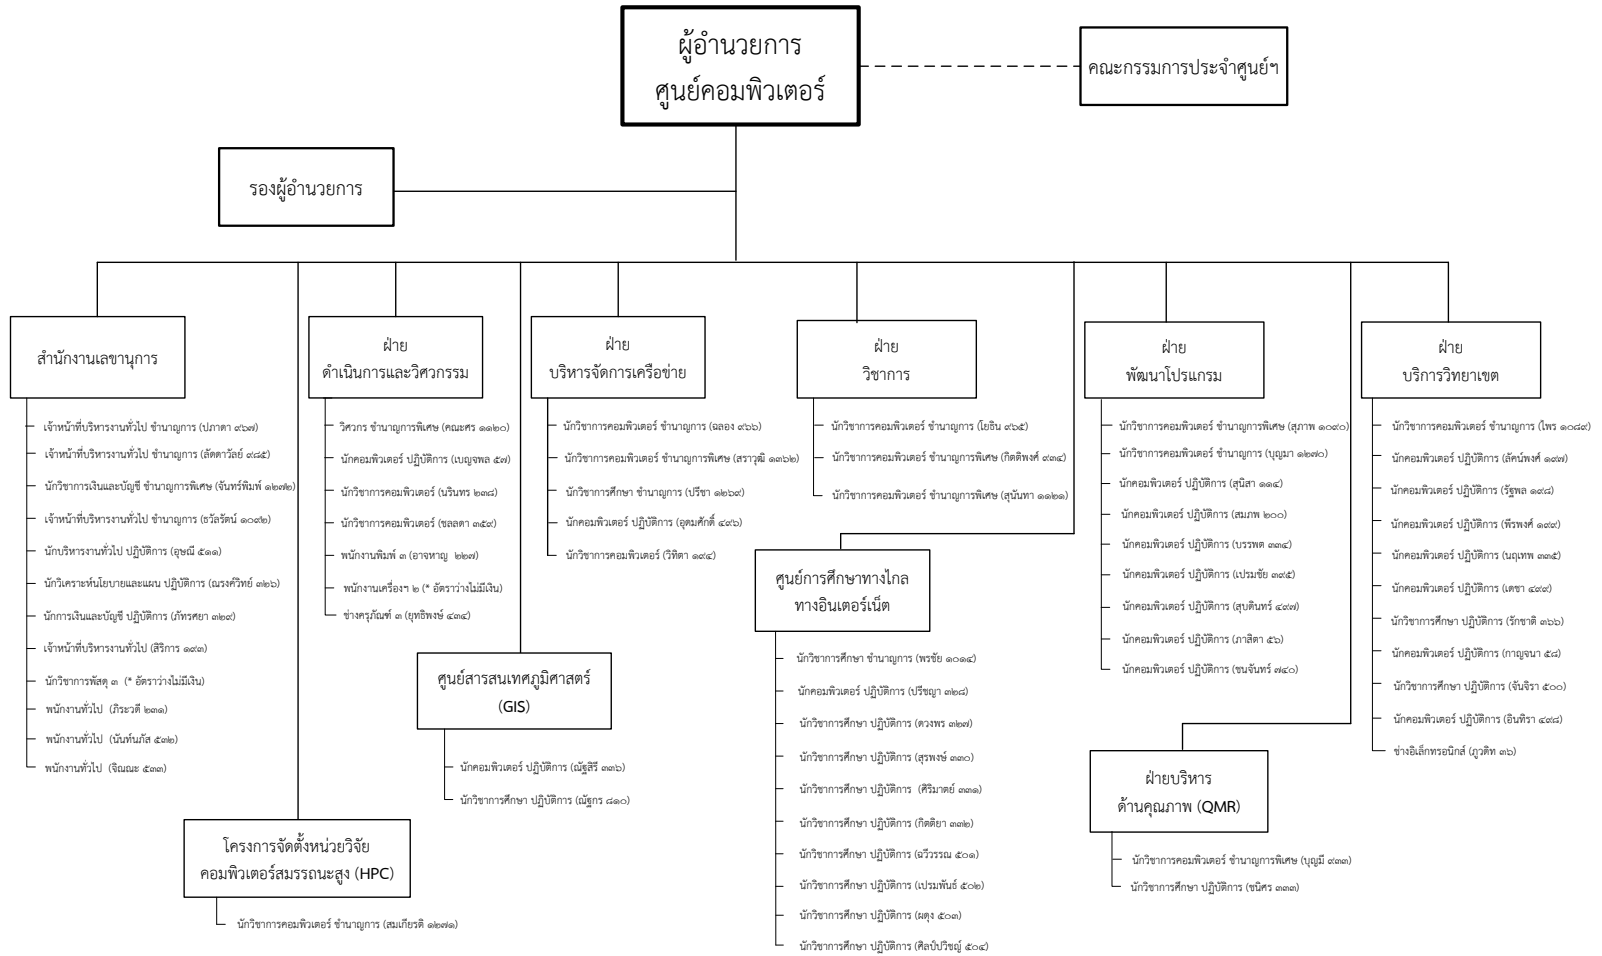 ผู้อำนวยการ
ศูนย์คอมพิวเตอร์
คณะกรรมการประจำศูนย์ฯ
รองผู้อำนวยการ
สำนักงานเลขานุการ
เจ้าหน้าที่บริหารงานทั่วไป ชำนาญการ (ปภาดา ๙๖๗)
เจ้าหน้าที่บริหารงานทั่วไป ชำนาญการ (ลัดดาวัลย์ ๙๘๕)
นักวิชาการเงินและบัญชี ชำนาญการพิเศษ (จันทร์พิมพ์ ๑๒๗๒)
เจ้าหน้าที่บริหารงานทั่วไป ชำนาญการ (ธวัลรัตน์ ๑๐๙๒)
นักบริหารงานทั่วไป ปฏิบัติการ (อุษณี ๕๑๑)
นักวิเคราะห์นโยบายและแผน ปฏิบัติการ (ณรงค์วิทย์ ๓๒๖)
นักการเงินและบัญชี ปฏิบัติการ (ภัทรศยา ๓๒๙)
เจ้าหน้าที่บริหารงานทั่วไป (สิริการ ๑๙๓)
นักวิชาการพัสดุ ๓ (* อัตราว่างไม่มีเงิน)
พนักงานทั่วไป (ภิระวดี ๒๓๑)
พนักงานทั่วไป (นันท์นภัส ๕๓๒)
พนักงานทั่วไป (จิณณะ ๕๓๓)
โครงการจัดตั้งหน่วยวิจัย
คอมพิวเตอร์สมรรถนะสูง (HPC)
นักวิชาการคอมพิวเตอร์ ชำนาญการ (สมเกียรติ ๑๒๗๑)
ฝ่าย
ดำเนินการและวิศวกรรม
วิศวกร ชำนาญการพิเศษ (คณะศร ๑๑๒๐)
นักคอมพิวเตอร์ ปฏิบัติการ (เบญจพล ๕๗)
นักวิชาการคอมพิวเตอร์ (นรินทร ๒๓๘)
นักวิชาการคอมพิวเตอร์ (ชลลดา ๓๕๙)
พนักงานพิมพ์ ๓ (อาจหาญ ๒๒๗)
พนักงานเครื่องฯ ๒ (* อัตราว่างไม่มีเงิน)
ช่างครุภัณฑ์ ๓ (ยุทธิพงษ์ ๔๓๔)
ศูนย์สารสนเทศภูมิศาสตร์
(GIS)
นักคอมพิวเตอร์ ปฏิบัติการ (ณัฐสิรี ๓๓๖)
นักวิชาการศึกษา ปฏิบัติการ (ณัฐกร ๘๑๐)
ฝ่าย
บริหารจัดการเครือข่าย
นักวิชาการคอมพิวเตอร์ ชำนาญการ (ฉลอง ๙๖๖)
นักวิชาการคอมพิวเตอร์ ชำนาญการพิเศษ (สราวุฒิ ๑๓๖๒)
นักวิชาการศึกษา ชำนาญการ (ปรีชา ๑๒๖๙)
นักคอมพิวเตอร์ ปฏิบัติการ (อุดมศักดิ์ ๔๙๖)
นักวิชาการคอมพิวเตอร์ (วิทิตา ๑๙๔)
ฝ่าย
วิชาการ
นักวิชาการคอมพิวเตอร์ ชำนาญการ (โยธิน ๙๖๕)
นักวิชาการคอมพิวเตอร์ ชำนาญการพิเศษ (กิตติพงศ์ ๙๓๔)
นักวิชาการคอมพิวเตอร์ ชำนาญการพิเศษ (สุนันทา ๑๑๒๑)
ศูนย์การศึกษาทางไกล
ทางอินเตอร์เน็ต
นักวิชาการศึกษา ชำนาญการ (พรชัย ๑๐๑๔)
นักคอมพิวเตอร์ ปฏิบัติการ (ปรีชญา ๓๒๘)
นักวิชาการศึกษา ปฏิบัติการ (ดวงพร ๓๒๗)
นักวิชาการศึกษา ปฏิบัติการ (สุรพงษ์ ๓๓๐)
นักวิชาการศึกษา ปฏิบัติการ (ศิริมาตย์ ๓๓๑)
นักวิชาการศึกษา ปฏิบัติการ (กิตติยา ๓๓๒)
นักวิชาการศึกษา ปฏิบัติการ (ฉวีวรรณ ๕๐๑)
นักวิชาการศึกษา ปฏิบัติการ (เปรมพันธ์ ๕๐๒)
นักวิชาการศึกษา ปฏิบัติการ (ผดุง ๕๐๓)
นักวิชาการศึกษา ปฏิบัติการ (ศิลป์ปวิชญ์ ๕๐๔)
ฝ่าย
พัฒนาโปรแกรม
นักวิชาการคอมพิวเตอร์ ชำนาญการพิเศษ (สุภาพ ๑๐๙๐)
นักวิชาการคอมพิวเตอร์ ชำนาญการ (บุญมา ๑๒๗๐)
นักคอมพิวเตอร์ ปฏิบัติการ (สุนิสา ๑๑๔)
นักคอมพิวเตอร์ ปฏิบัติการ (สมภพ ๒๐๐)
นักคอมพิวเตอร์ ปฏิบัติการ (บรรพต ๓๓๔)
นักคอมพิวเตอร์ ปฏิบัติการ (เปรมชัย ๓๙๕)
นักคอมพิวเตอร์ ปฏิบัติการ (สุบดินทร์ ๔๙๗)
นักคอมพิวเตอร์ ปฏิบัติการ (ภาสิตา ๕๖)
นักคอมพิวเตอร์ ปฏิบัติการ (ชนจันทร์ ๗๔๐)
ฝ่ายบริหาร
ด้านคุณภาพ (QMR)
นักวิชาการคอมพิวเตอร์ ชำนาญการพิเศษ (บุญมี ๙๓๓)
นักวิชาการศึกษา ปฏิบัติการ (ชนิศร ๓๓๓)
ฝ่าย
บริการวิทยาเขต
นักวิชาการคอมพิวเตอร์ ชำนาญการ (ไพร ๑๐๘๙)
นักคอมพิวเตอร์ ปฏิบัติการ (ลัคน์พงศ์ ๑๙๗)
นักคอมพิวเตอร์ ปฏิบัติการ (รัฐพล ๑๙๘)
นักคอมพิวเตอร์ ปฏิบัติการ (พีรพงศ์ ๑๙๙)
นักคอมพิวเตอร์ ปฏิบัติการ (นฤเทพ ๓๓๕)
นักคอมพิวเตอร์ ปฏิบัติการ (เดชา ๔๙๙)
นักวิชาการศึกษา ปฏิบัติการ (รักชาติ ๓๖๖)
นักคอมพิวเตอร์ ปฏิบัติการ (กาญจนา ๕๘)
นักวิชาการศึกษา ปฏิบัติการ (จันจิรา ๕๐๐)
นักคอมพิวเตอร์ ปฏิบัติการ (อินทิรา ๔๙๘)
ช่างอิเล็กทรอนิกส์ (ภูวดิท ๓๖)